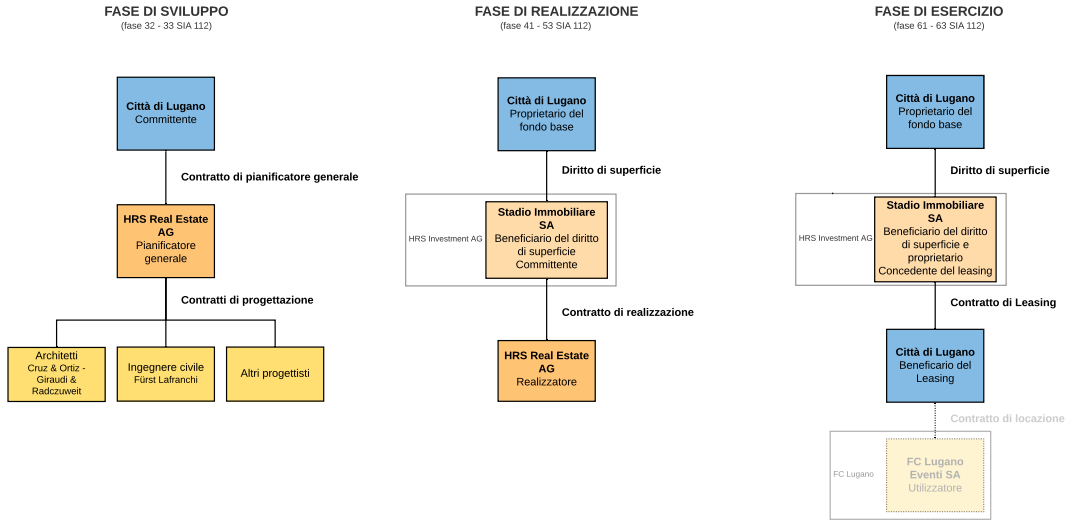 FASE DI SVILUPPO
(fase 32 - 33 SIA 112)
Città di Lugano
Committente
Contratto di pianificatore generale
HRS Real Estate
AG
Pianificatore
generale
Contratti di progettazione
Architetti
Cruz & Ortiz -
Giraudi &
Radczuweit
Ingegnere civile
Fürst Lafranchi
Altri progettisti
FASE DI REALIZZAZIONE
(fase 41 - 53 SIA 112)
Città di Lugano
Proprietario del
fondo base
Diritto di superficie
HRS Investment AG
Stadio Immobiliare
SA
Beneficiario del diritto
di superficie
Committente
Contratto di realizzazione
HRS Real Estate
AG
Realizzatore
FASE DI ESERCIZIO
(fase 61 - 63 SIA 112)
Città di Lugano
Proprietario del
fondo base
Diritto di superficie
HRS Investment AG
Stadio Immobiliare
SA
Beneficiario del diritto
di superficie e
proprietario
Concedente del leasing
Contratto di Leasing
Città di Lugano
Beneficiario del
Leasing
Contratto di locazione
FC Lugano
FC Lugano
Eventi SA
Utilizzatore